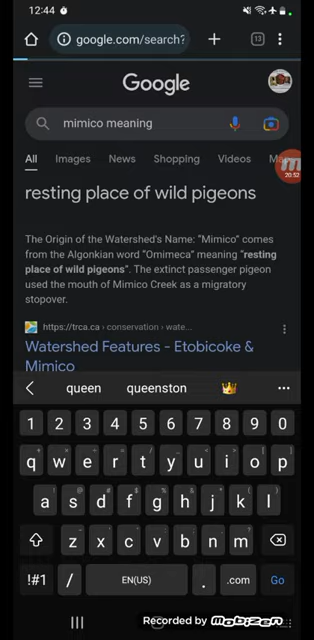 12:44
google.com/search?
13
Google
mimico meaning
All Images News Shopping Videos
20:53
resting place of wild pigeons
The Origin of the Watershed's Name: "Mimico" comes
from the Algonkian word "Omimeca" meaning "resting
place of wild pigeons". The extinct passenger pigeon
used the mouth of Mimico Creek as a migratory
stopover.
https://trca.ca › conservation › wate...
Watershed Features - Etobicoke &
Mimico
queen queenston
1 2 3 4 5 6 7 8 9 0
q w e r t y u i o p
a s d f g h j k l
z x c v b n m
!#1 / EN(US) . .com Go
Recorded by Mobizen